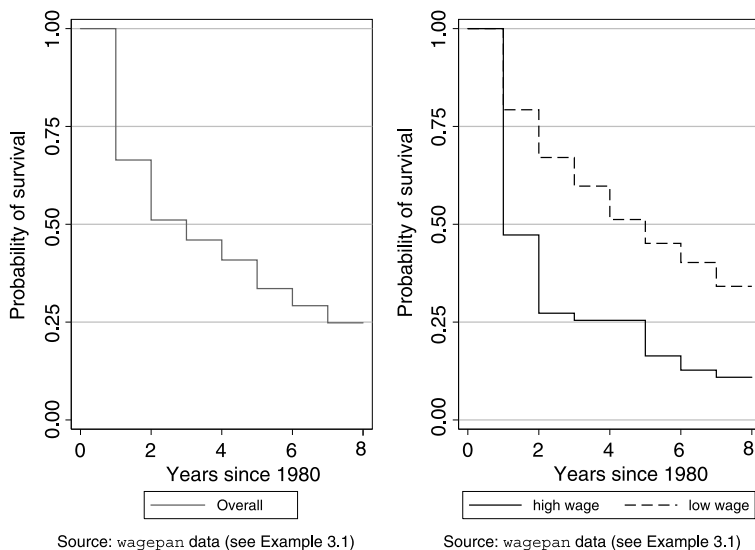 Probability of survival
1.00
0.75
0.50
0.25
0.00
0 2 4 6 8
Years since 1980
Overall
Source: wagepan data (see Example 3.1)
Probability of survival
1.00
0.75
0.50
0.25
0.00
0 2 4 6 8
Years since 1980
high wage low wage
Source: wagepan data (see Example 3.1)